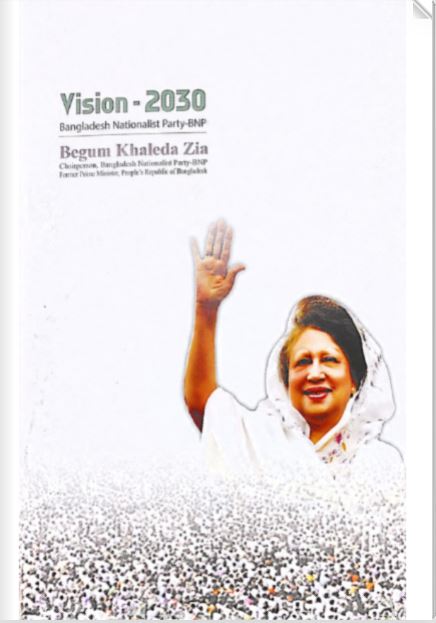 Vision - 2030
Bangladesh Nationalist Party-BNP
Begum Khaleda Zia
Chairperson, Bangladesh Nationalist Party-BNP
Former Prime Minister, People's Republic of Bangladesh